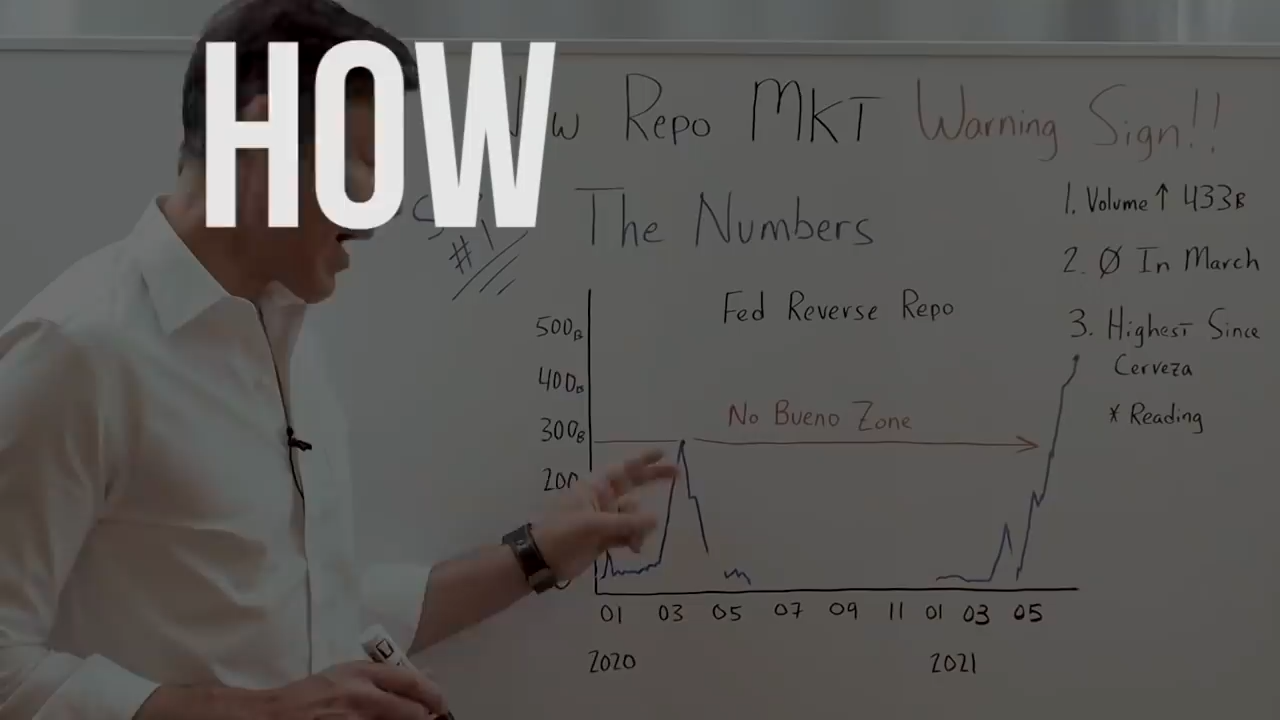 HOW
Repo MKT Warning Sign!!
#1
The Numbers
1. Volume ↑ 433B
2. Ø In March
3. Highest Since
Cerveza
* Reading
Fed Reverse Repo
500B
400B
300B
No Bueno Zone
01 03 05 07 09 11 01 03 05
2020 2021